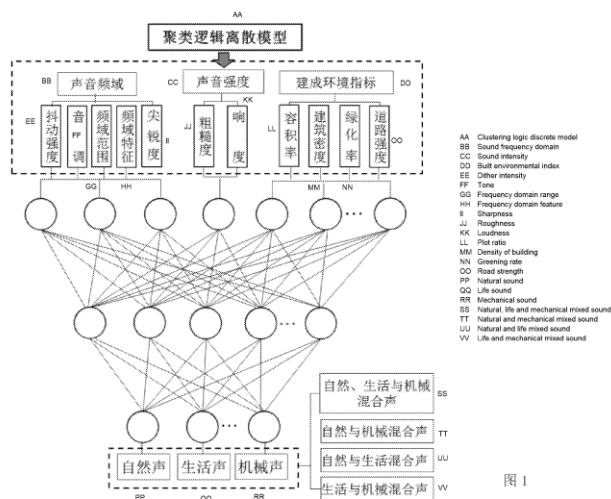 AA
聚类逻辑离散模型
BB
声音频域
CC
声音强度
KK
建成环境指标
DD
EE
抖动强度
音调
FF
频域范围
频域特征
尖锐度
II
JJ
粗糙度
响度
LL
容积率
建筑密度
绿化率
道路强度
OO
GG
HH
MM
NN
自然声
生活声
机械声
PP
QQ
RR
自然、生活与机械
混合声
SS
自然与机械混合声
TT
自然与生活混合声
UU
生活与机械混合声
VV
AA Clustering logic discrete model
BB Sound frequency domain
CC Sound intensity
DD Built environmental index
EE Dither intensity
FF Tone
GG Frequency domain range
HH Frequency domain feature
II Sharpness
JJ Roughness
KK Loudness
LL Plot ratio
MM Density of building
NN Greening rate
OO Road strength
PP Natural sound
QQ Life sound
RR Mechanical sound
SS Natural, life and mechanical mixed sound
TT Natural and mechanical mixed sound
UU Natural and life mixed sound
VV Life and mechanical mixed sound
图 1